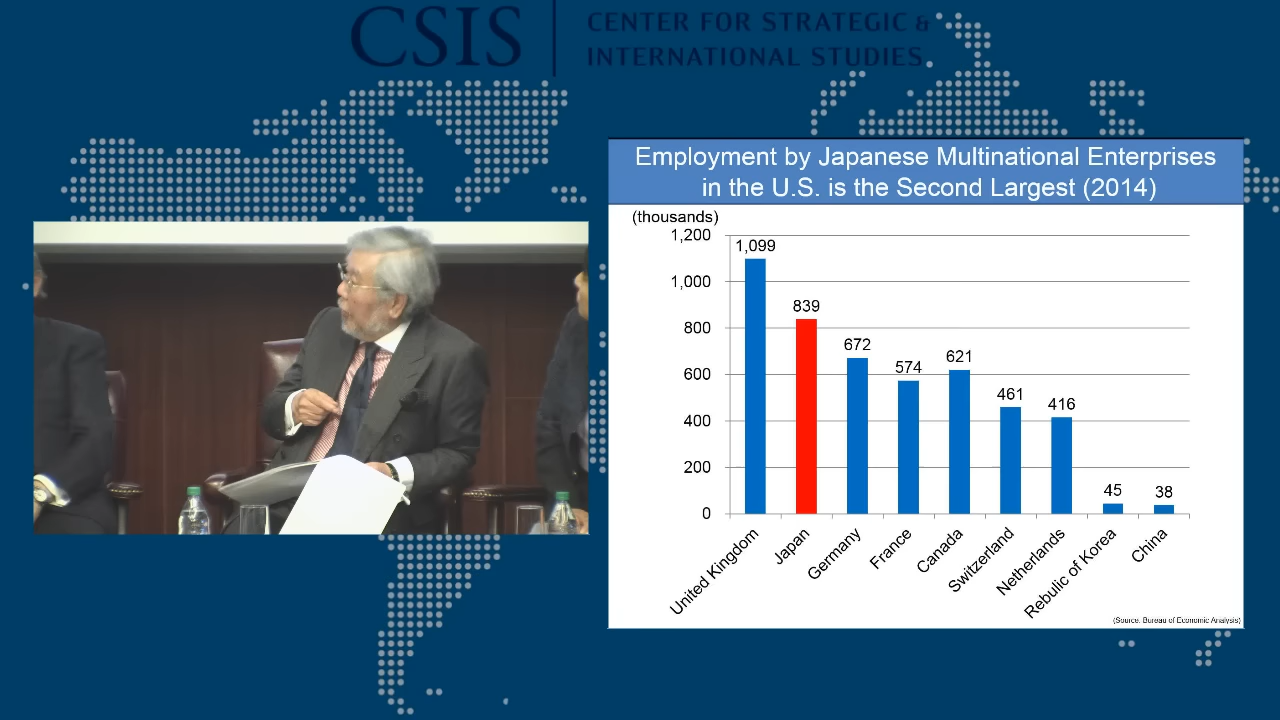 CSIS
CENTER FOR STRATEGIC &
INTERNATIONAL STUDIES
Employment by Japanese Multinational Enterprises
in the U.S. is the Second Largest (2014)
(thousands)
1,200
1,000
800
600
400
200
0
1,099
839
672
574
621
461
416
45
38
United Kingdom
Japan
Germany
France
Canada
Switzerland
Netherlands
Rebulic of Korea
China
(Source: Bureau of Economic Analysis)